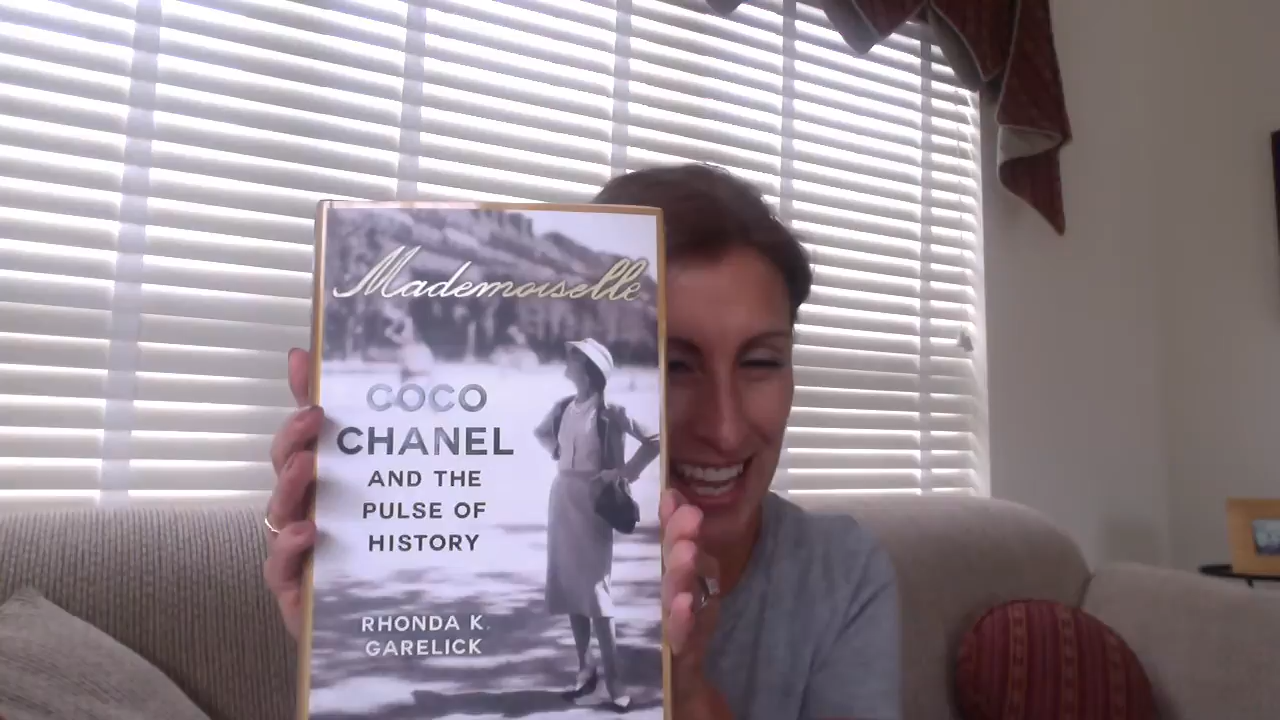 Mademoiselle
COCO
CHANEL
AND THE
PULSE OF
HISTORY
RHONDA K.
GARELICK